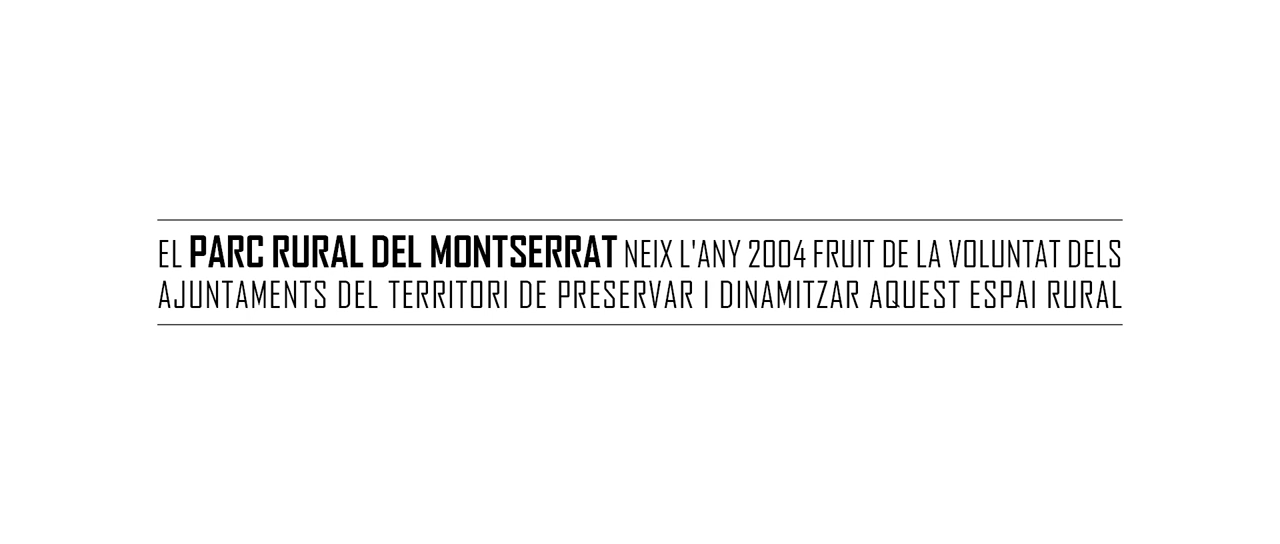 EL PARC RURAL DEL MONTSERRAT NEIX L'ANY 2004 FRUIT DE LA VOLUNTAT DELS
AJUNTAMENTS DEL TERRITORI DE PRESERVAR I DINAMITZAR AQUEST ESPAI RURAL